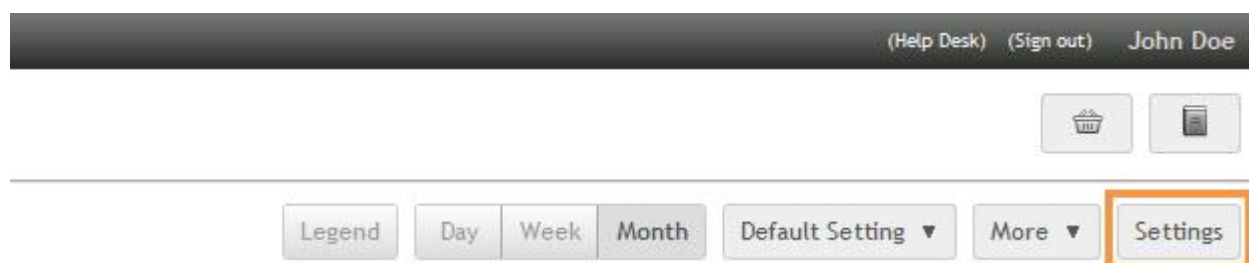 (Help Desk) (Sign out) John Doe
Legend Day Week Month Default Setting ▼ More ▼ Settings